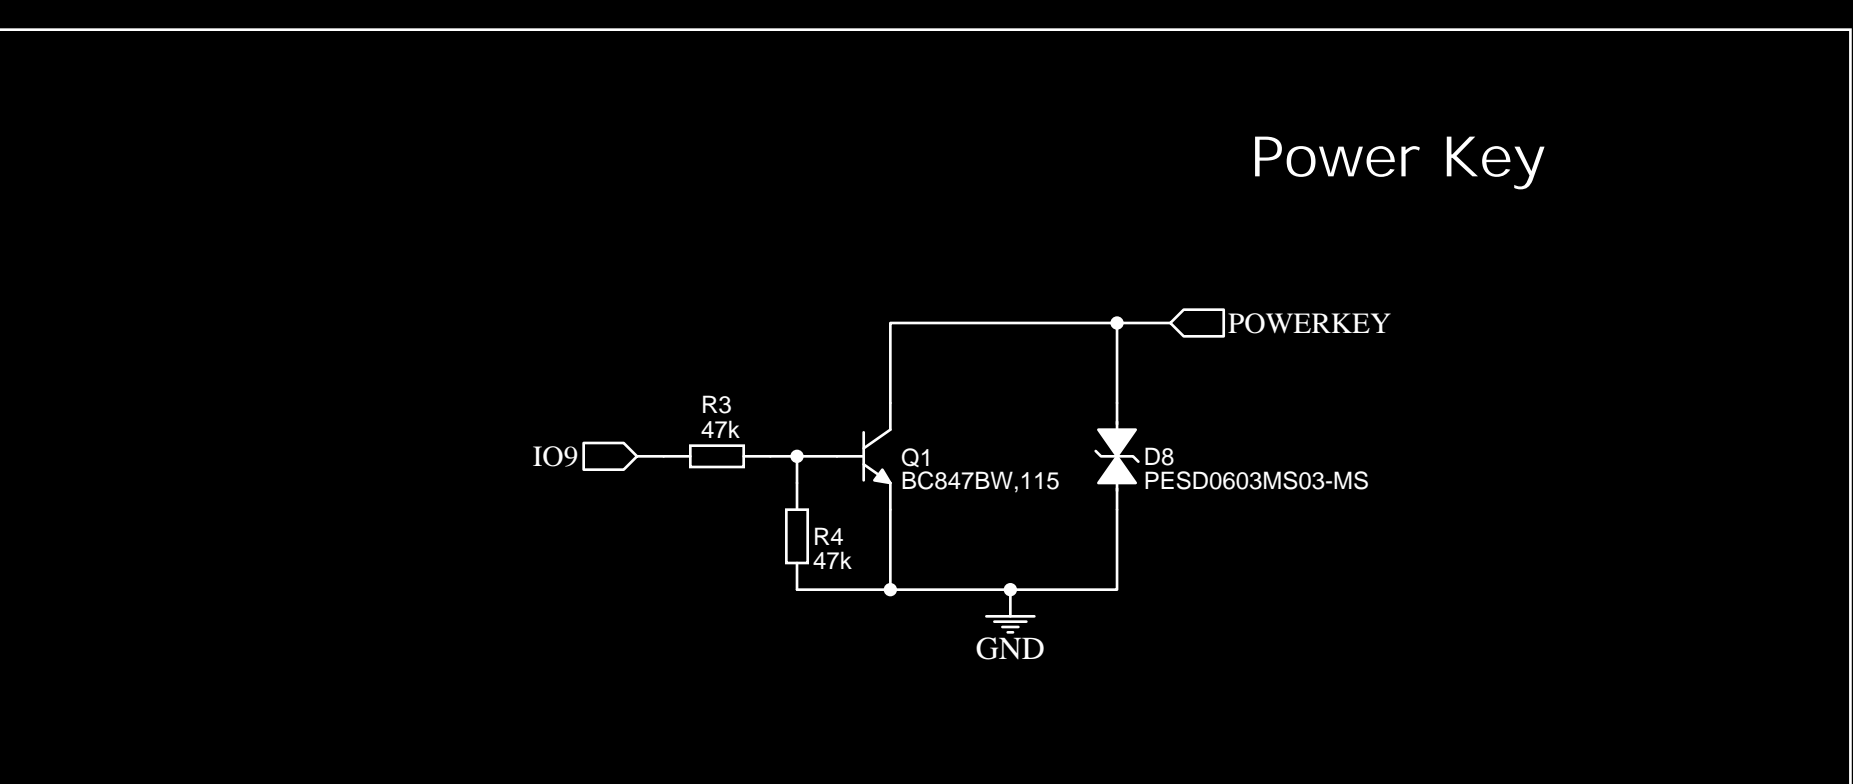 Power Key
POWERKEY
R3
47k
IO9
Q1
BC847BW,115
D8
PESD0603MS03-MS
R4
47k
GND